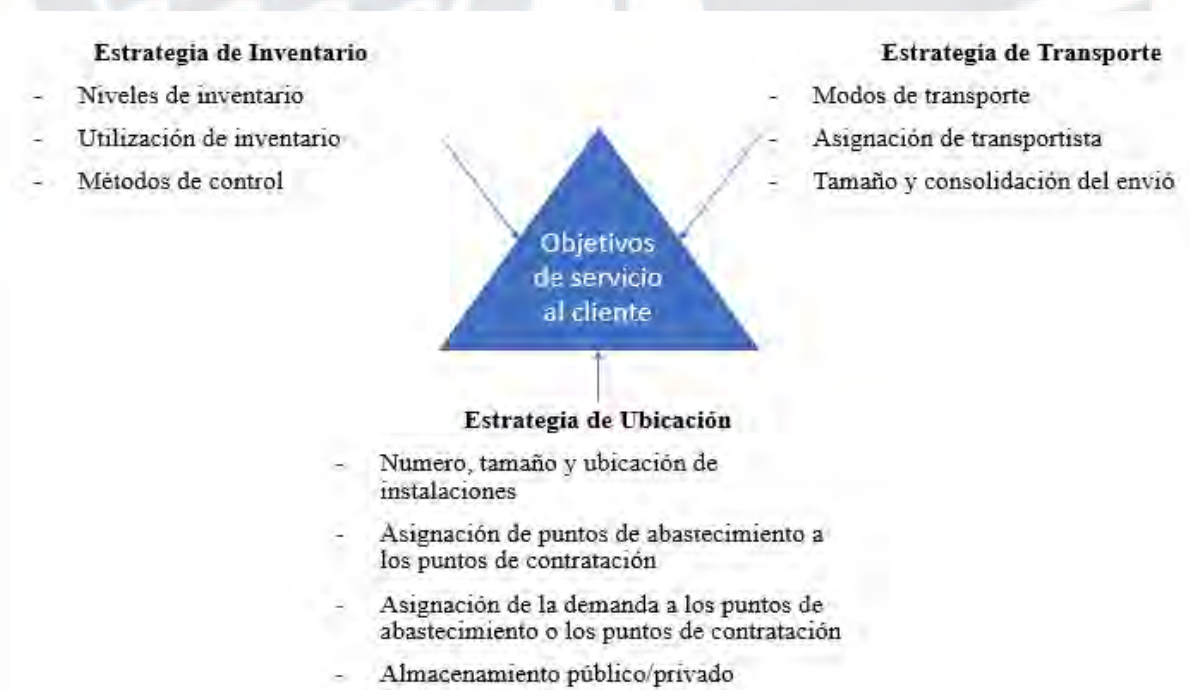 Estrategia de Inventario
- Niveles de inventario
- Utilización de inventario
- Métodos de control
Estrategia de Transporte
- Modos de transporte
- Asignación de transportista
- Tamaño y consolidación del envió
Objetivos
de servicio
al cliente
Estrategia de Ubicación
- Numero, tamaño y ubicación de
instalaciones
- Asignación de puntos de abastecimiento a
los puntos de contratación
- Asignación de la demanda a los puntos de
abastecimiento o los puntos de contratación
- Almacenamiento público/privado